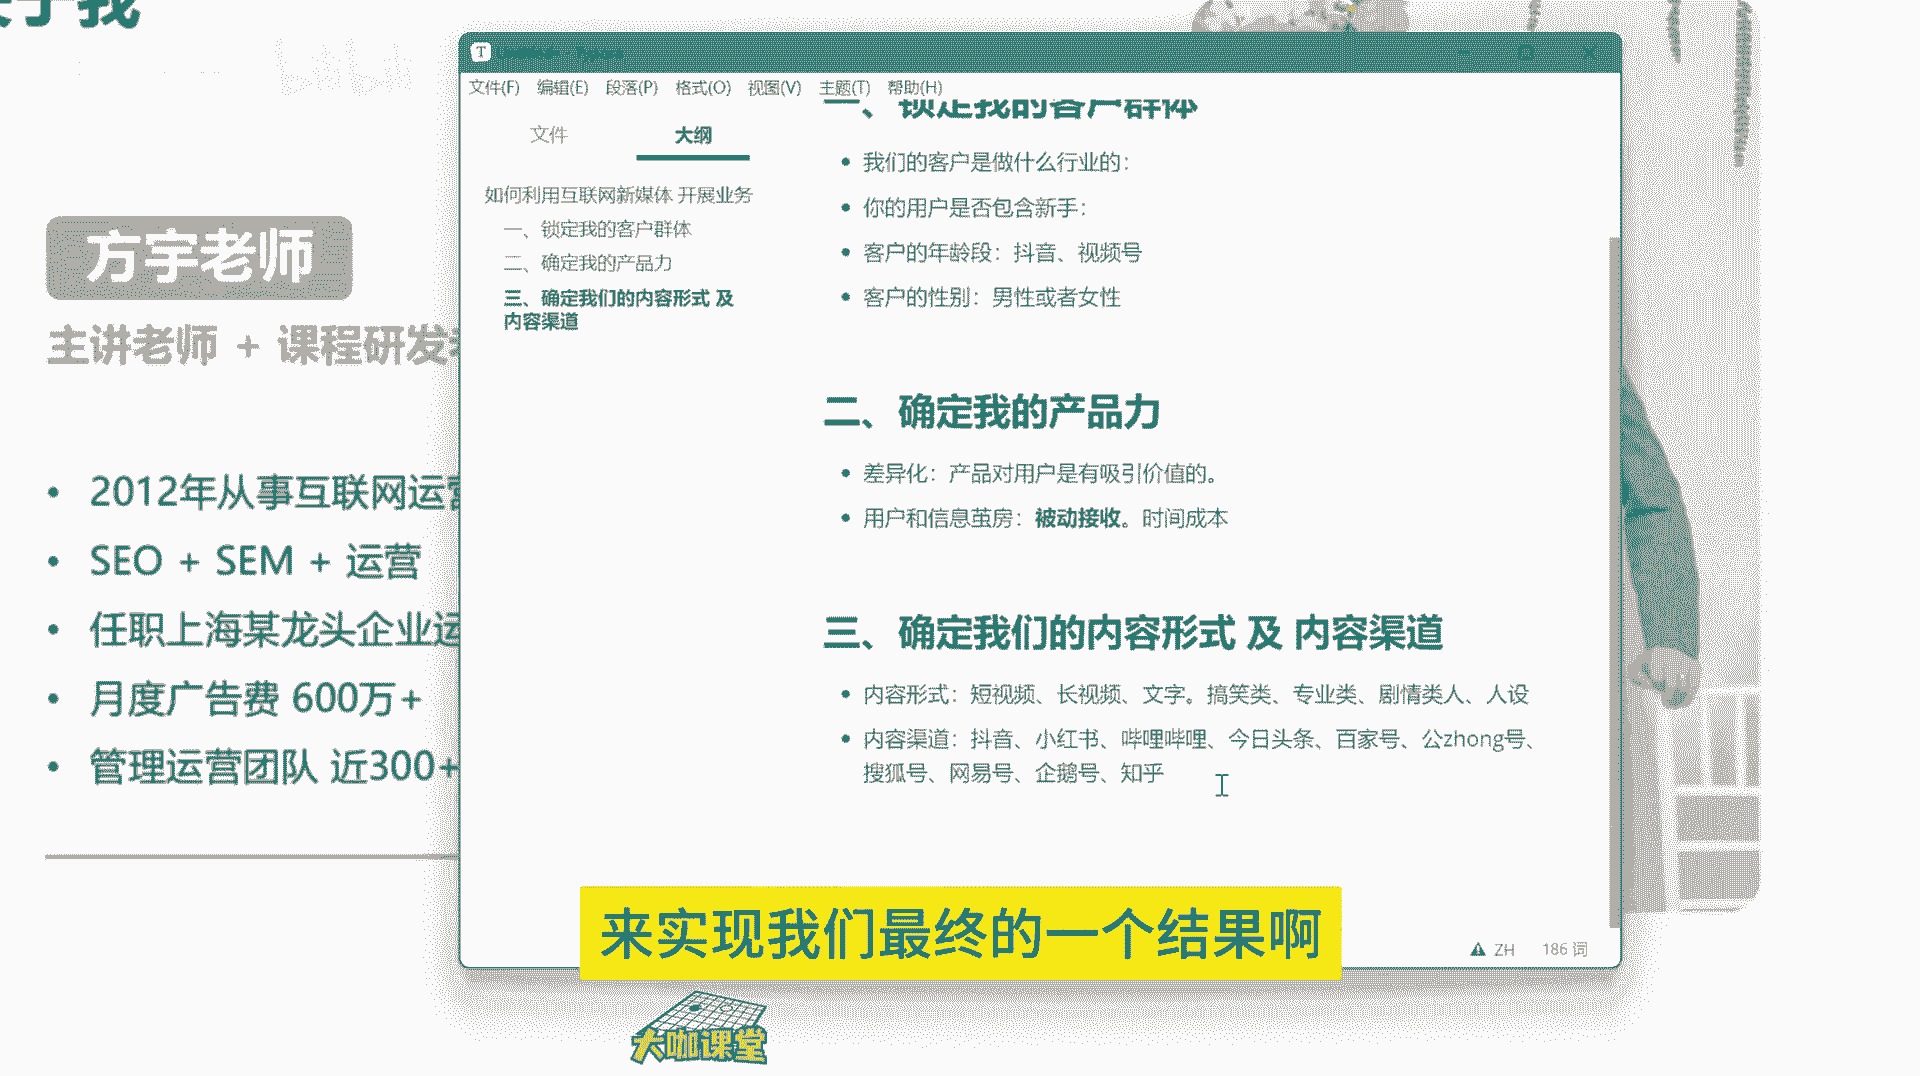 方宇老师
主讲老师 + 课程研发
2012年从事互联网运营
SEO + SEM + 运营
任职上海某龙头企业运
月度广告费 600万+
管理运营团队 近300+
T
文件(F) 编辑(E) 段落(P) 格式(O) 视图(V) 主题(T) 帮助(H)
文件 大纲
如何利用互联网新媒体 开展业务
一、锁定我的客户群体
二、确定我的产品力
三、确定我们的内容形式 及
内容渠道
一、锁定我的客户群体
我们的客户是做什么行业的：
你的用户是否包含新手：
客户的年龄段：抖音、视频号
客户的性别：男性或者女性
二、确定我的产品力
差异化：产品对用户是有吸引价值的。
用户和信息茧房：被动接收。时间成本
三、确定我们的内容形式 及 内容渠道
内容形式：短视频、长视频、文字。搞笑类、专业类、剧情类人、人设
内容渠道：抖音、小红书、哔哩哔哩、今日头条、百家号、公zhong号、
搜狐号、网易号、企鹅号、知乎
ZH 186 词
来实现我们最终的一个结果啊
大咖课堂